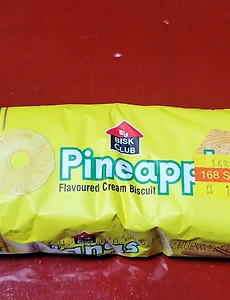 BISK
CLUB
Pineapp
Flavoured Cream Biscuit
168 S